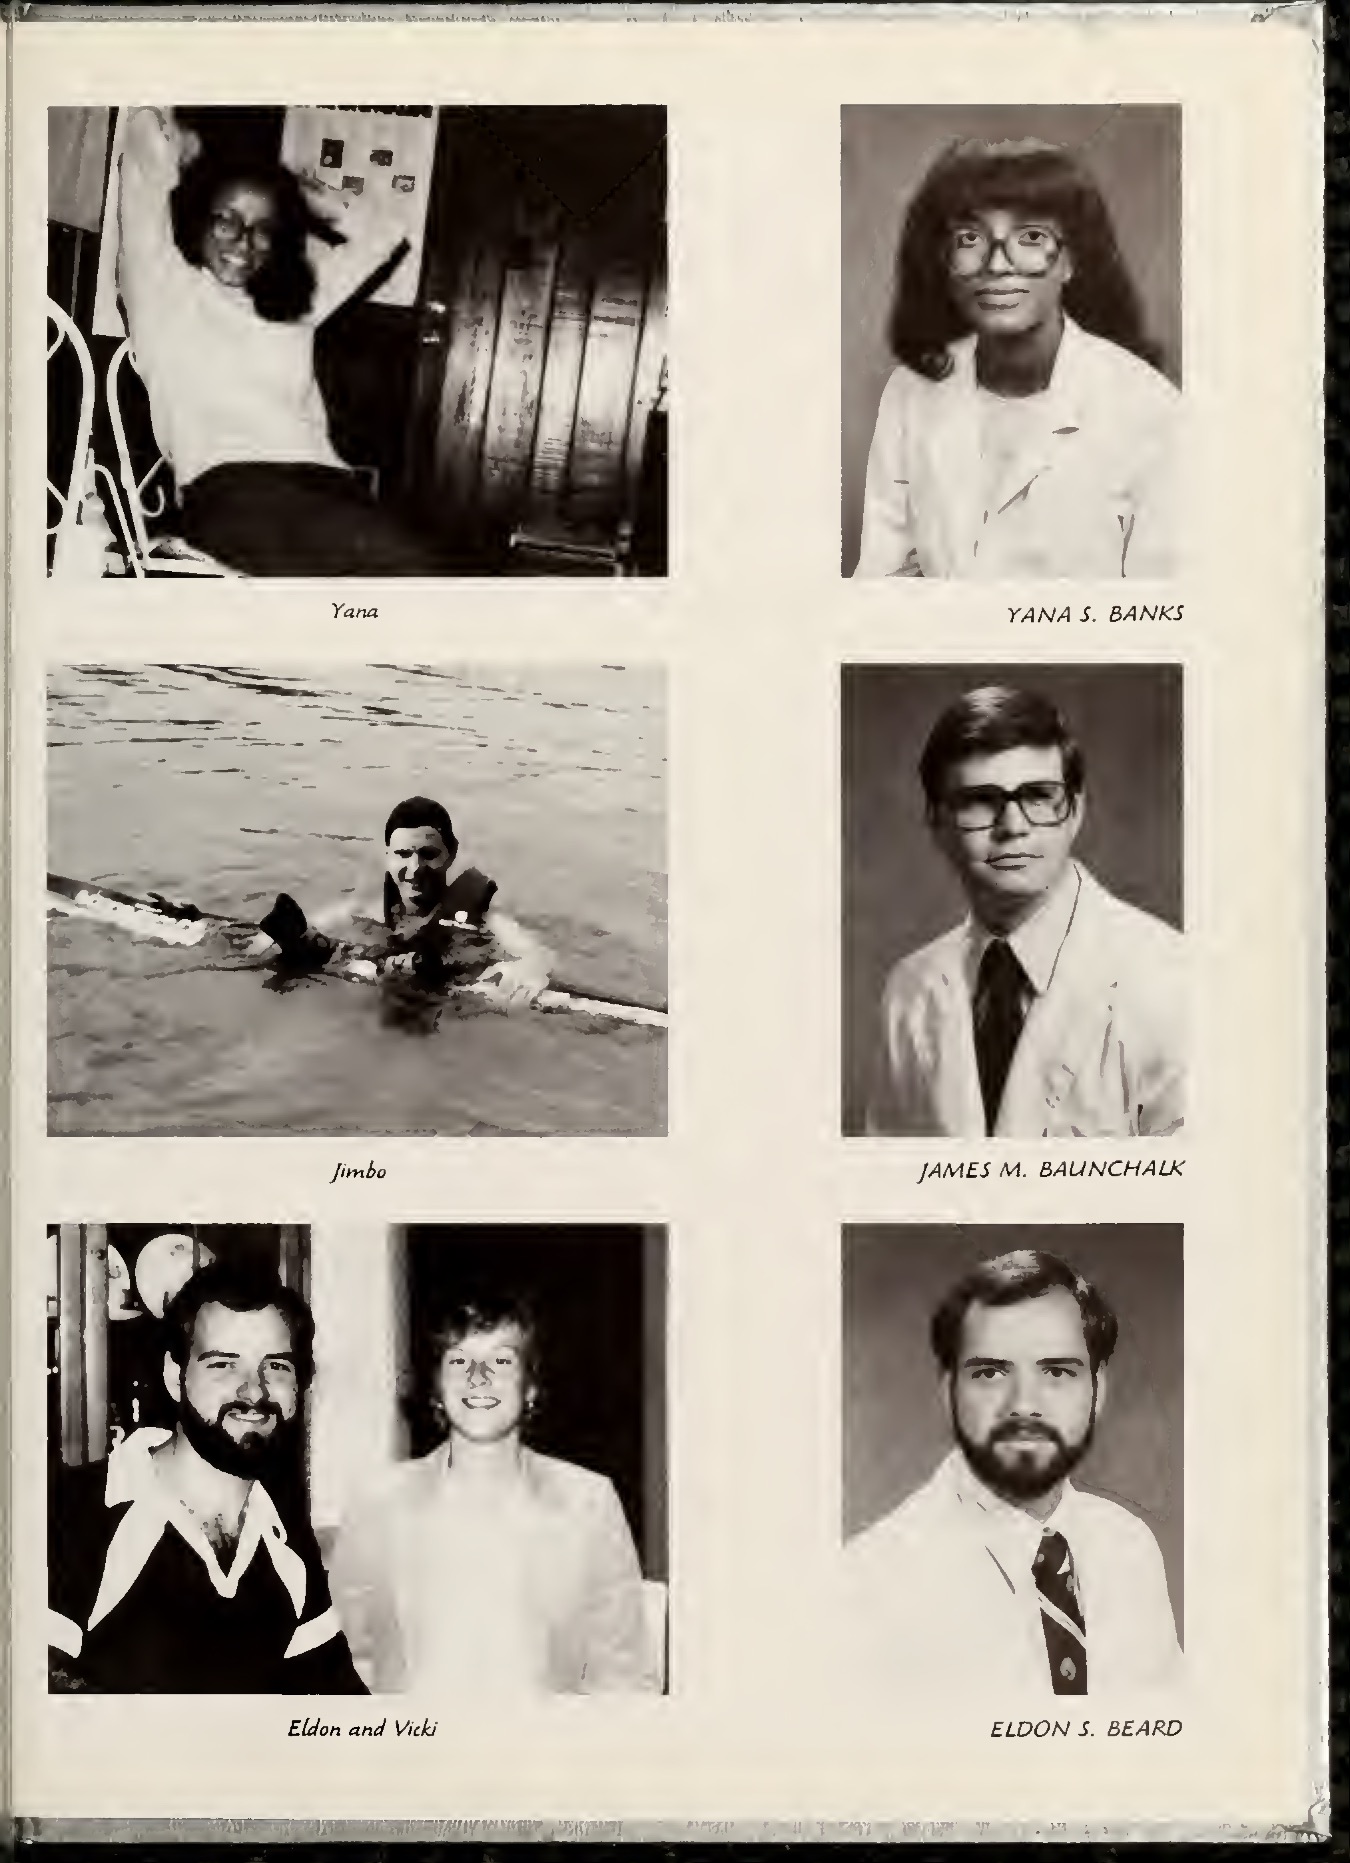 Yana
YANA S. BANKS
Jimbo
JAMES M. BAUNCHALK
Eldon and Vicki
ELDON S. BEARD